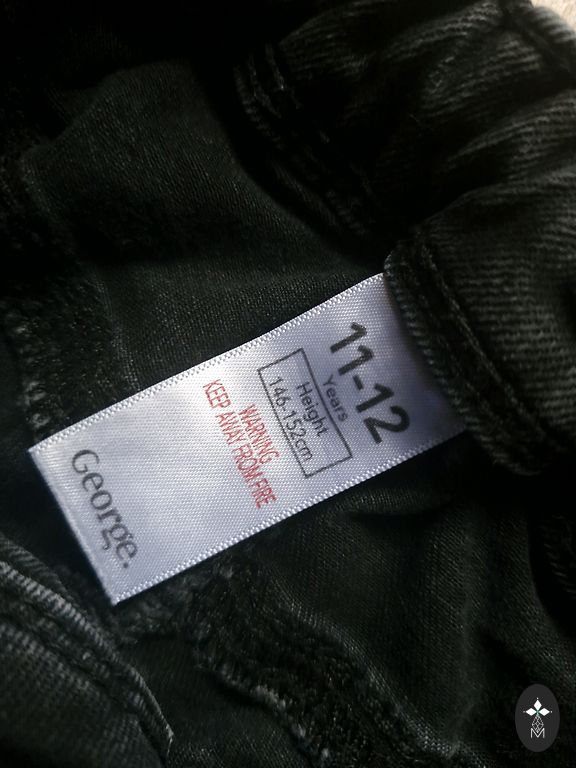 11-12
Years
Height
146.152cm
WARNING
KEEP AWAY FROM FIRE
George.
M